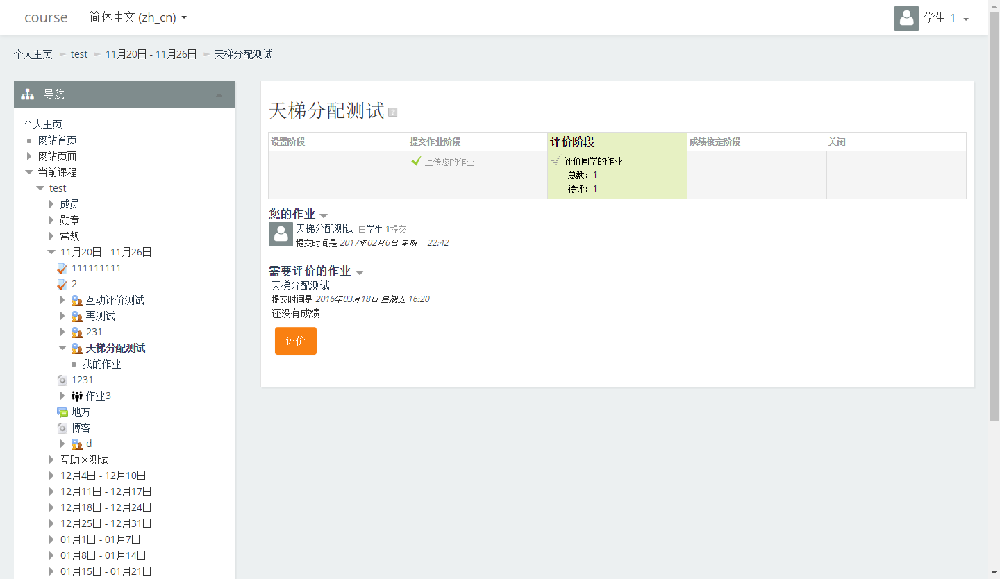 course 简体中文 (zh_cn) 学生 1
个人主页 test 11月20日 - 11月26日 天梯分配测试
导航
个人主页
网站首页
网站页面
当前课程
test
成员
勋章
常规
11月20日 - 11月26日
111111111
2
互动评价测试
再测试
231
天梯分配测试
我的作业
1231
作业3
地方
博客
d
互助区测试
12月4日 - 12月10日
12月11日 - 12月17日
12月18日 - 12月24日
12月25日 - 12月31日
01月1日 - 01月7日
01月8日 - 01月14日
01月15日 - 01月21日
天梯分配测试
设置阶段 提交作业阶段 评价阶段 成绩核定阶段 关闭
上传您的作业 评价同学的作业
总数：1
待评：1
您的作业
天梯分配测试 由学生 1提交
提交时间是 2017年02月6日 星期一 22:42
需要评价的作业
天梯分配测试
提交时间是 2016年03月18日 星期五 16:20
还没有成绩
评价